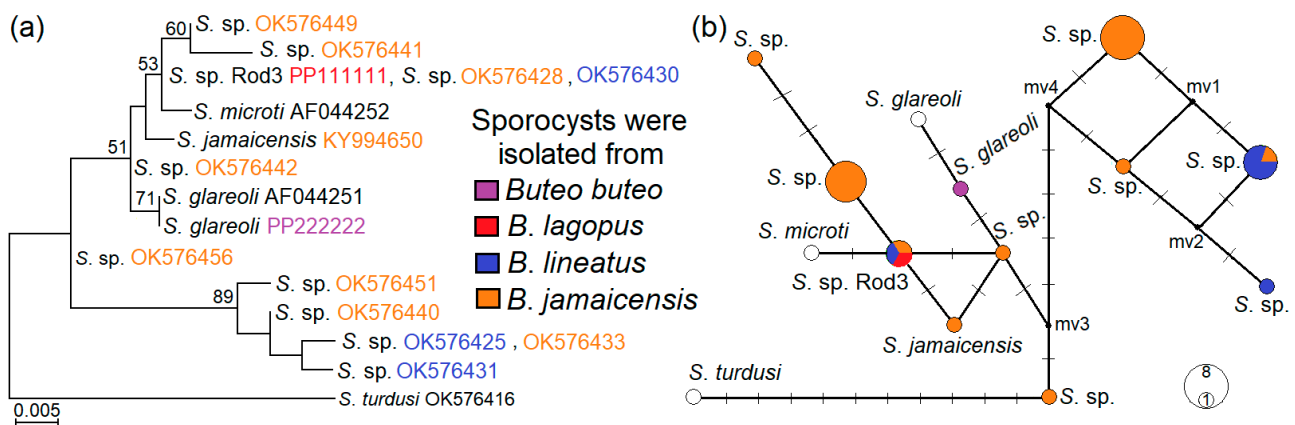 (a)
60
S. sp. OK576449
S. sp. OK576441
53
S. sp. Rod3 PP111111, S. sp. OK576428 , OK576430
S. microti AF044252
S. jamaicensis KY994650
51
S. sp. OK576442
71
S. glareoli AF044251
S. glareoli PP222222
S. sp. OK576456
89
S. sp. OK576451
S. sp. OK576440
S. sp. OK576425 , OK576433
S. sp. OK576431
S. turdusi OK576416
0.005
Sporocysts were
isolated from
Buteo buteo
B. lagopus
B. lineatus
B. jamaicensis
(b)
S. sp.
S. sp.
S. glareoli
mv4
mv1
S. glareoli
S. sp.
S. sp.
S. sp.
S. microti
S. sp.
mv2
S. sp. Rod3
S. sp.
S. jamaicensis
mv3
S. turdusi
S. sp.
8
1